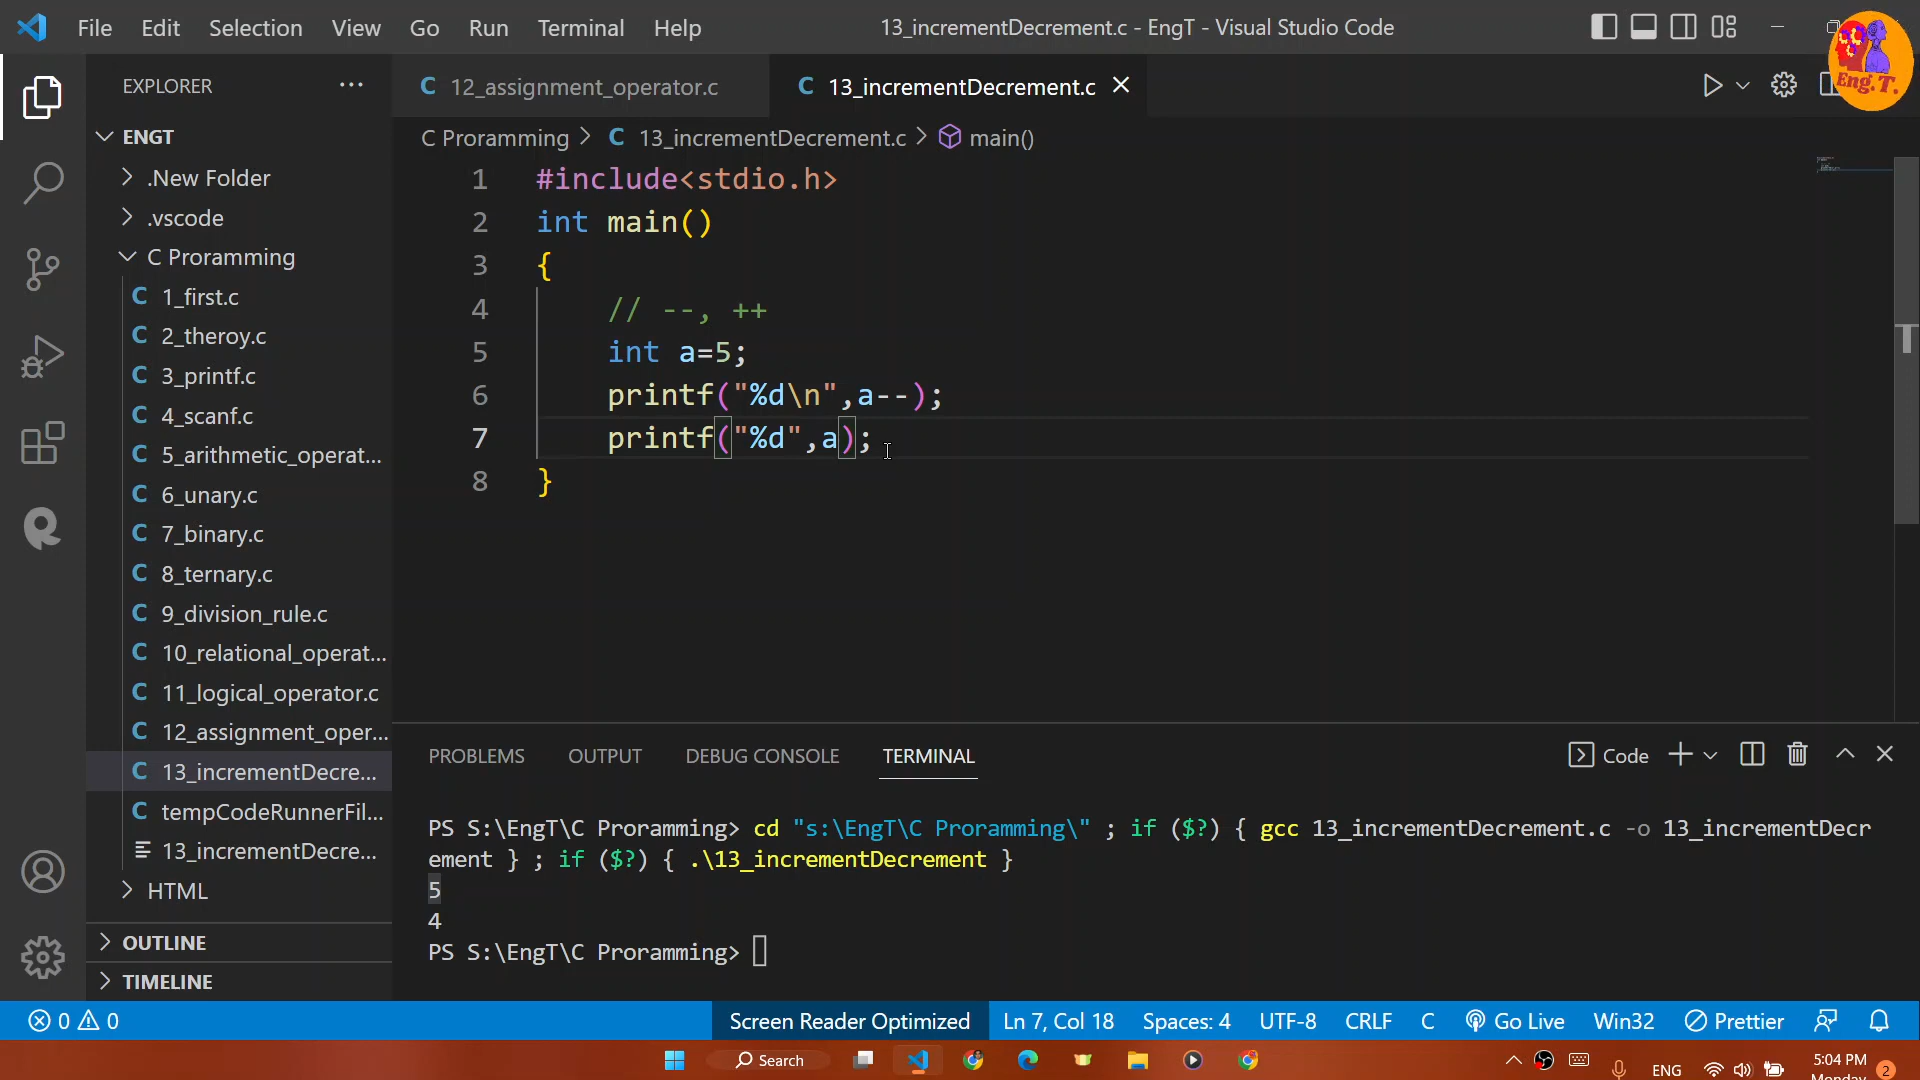 File Edit Selection View Go Run Terminal Help
13_incrementDecrement.c - EngT - Visual Studio Code
Eng.T.
EXPLORER
ENGT
.New Folder
.vscode
C Proramming
1_first.c
2_theroy.c
3_printf.c
4_scanf.c
5_arithmetic_operat...
6_unary.c
7_binary.c
8_ternary.c
9_division_rule.c
10_relational_operat...
11_logical_operator.c
12_assignment_oper...
13_incrementDecre...
tempCodeRunnerFil...
13_incrementDecre...
HTML
OUTLINE
TIMELINE
C 12_assignment_operator.c
C 13_incrementDecrement.c
C Proramming > C 13_incrementDecrement.c > main()
1 #include<stdio.h>
2 int main()
3 {
4 // --, ++
5 int a=5;
6 printf("%d\n",a--);
7 printf("%d",a);
8 }
PROBLEMS OUTPUT DEBUG CONSOLE TERMINAL
Code
PS S:\EngT\C Proramming> cd "s:\EngT\C Proramming\" ; if ($?) { gcc 13_incrementDecrement.c -o 13_incrementDecr
ement } ; if ($?) { .\13_incrementDecrement }
5
4
PS S:\EngT\C Proramming>
0 0
Screen Reader Optimized Ln 7, Col 18 Spaces: 4 UTF-8 CRLF C Go Live Win32 Prettier
Search
ENG
5:04 PM
Monday
2